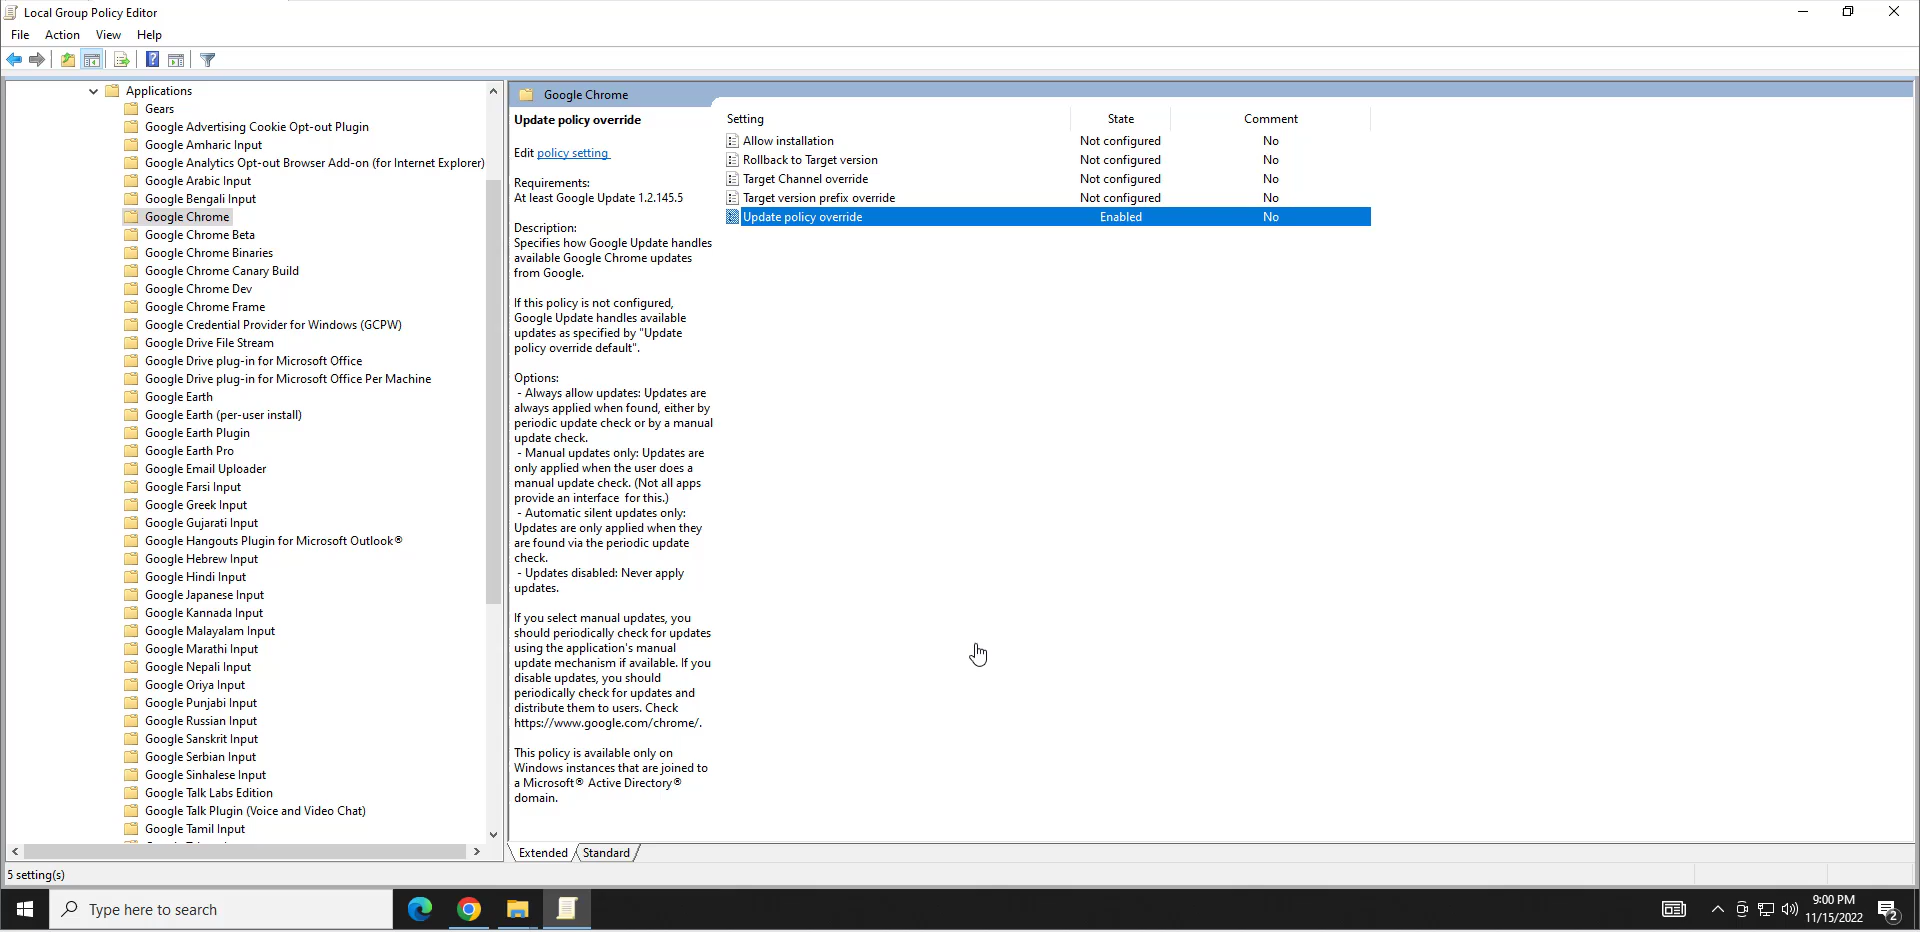 Local Group Policy Editor
File Action View Help
Applications
Gears
Google Advertising Cookie Opt-out Plugin
Google Amharic Input
Google Analytics Opt-out Browser Add-on (for Internet Explorer)
Google Arabic Input
Google Bengali Input
Google Chrome
Google Chrome Beta
Google Chrome Binaries
Google Chrome Canary Build
Google Chrome Dev
Google Chrome Frame
Google Credential Provider for Windows (GCPW)
Google Drive File Stream
Google Drive plug-in for Microsoft Office
Google Drive plug-in for Microsoft Office Per Machine
Google Earth
Google Earth (per-user install)
Google Earth Plugin
Google Earth Pro
Google Email Uploader
Google Farsi Input
Google Greek Input
Google Gujarati Input
Google Hangouts Plugin for Microsoft Outlook®
Google Hebrew Input
Google Hindi Input
Google Japanese Input
Google Kannada Input
Google Malayalam Input
Google Marathi Input
Google Nepali Input
Google Oriya Input
Google Punjabi Input
Google Russian Input
Google Sanskrit Input
Google Serbian Input
Google Sinhalese Input
Google Talk Labs Edition
Google Talk Plugin (Voice and Video Chat)
Google Tamil Input
Google Chrome
Update policy override
Edit policy setting
Requirements:
At least Google Update 1.2.145.5
Description:
Specifies how Google Update handles
available Google Chrome updates
from Google.
If this policy is not configured,
Google Update handles available
updates as specified by "Update
policy override default".
Options:
- Always allow updates: Updates are
always applied when found, either by
periodic update check or by a manual
update check.
- Manual updates only: Updates are
only applied when the user does a
manual update check. (Not all apps
provide an interface for this.)
- Automatic silent updates only:
Updates are only applied when they
are found via the periodic update
check.
- Updates disabled: Never apply
updates.
If you select manual updates, you
should periodically check for updates
using the application's manual
update mechanism if available. If you
disable updates, you should
periodically check for updates and
distribute them to users. Check
https://www.google.com/chrome/.
This policy is available only on
Windows instances that are joined to
a Microsoft® Active Directory®
domain.
Setting State Comment
Allow installation Not configured No
Rollback to Target version Not configured No
Target Channel override Not configured No
Target version prefix override Not configured No
Update policy override Enabled No
Extended Standard
5 setting(s)
Type here to search
9:00 PM
11/15/2022
2